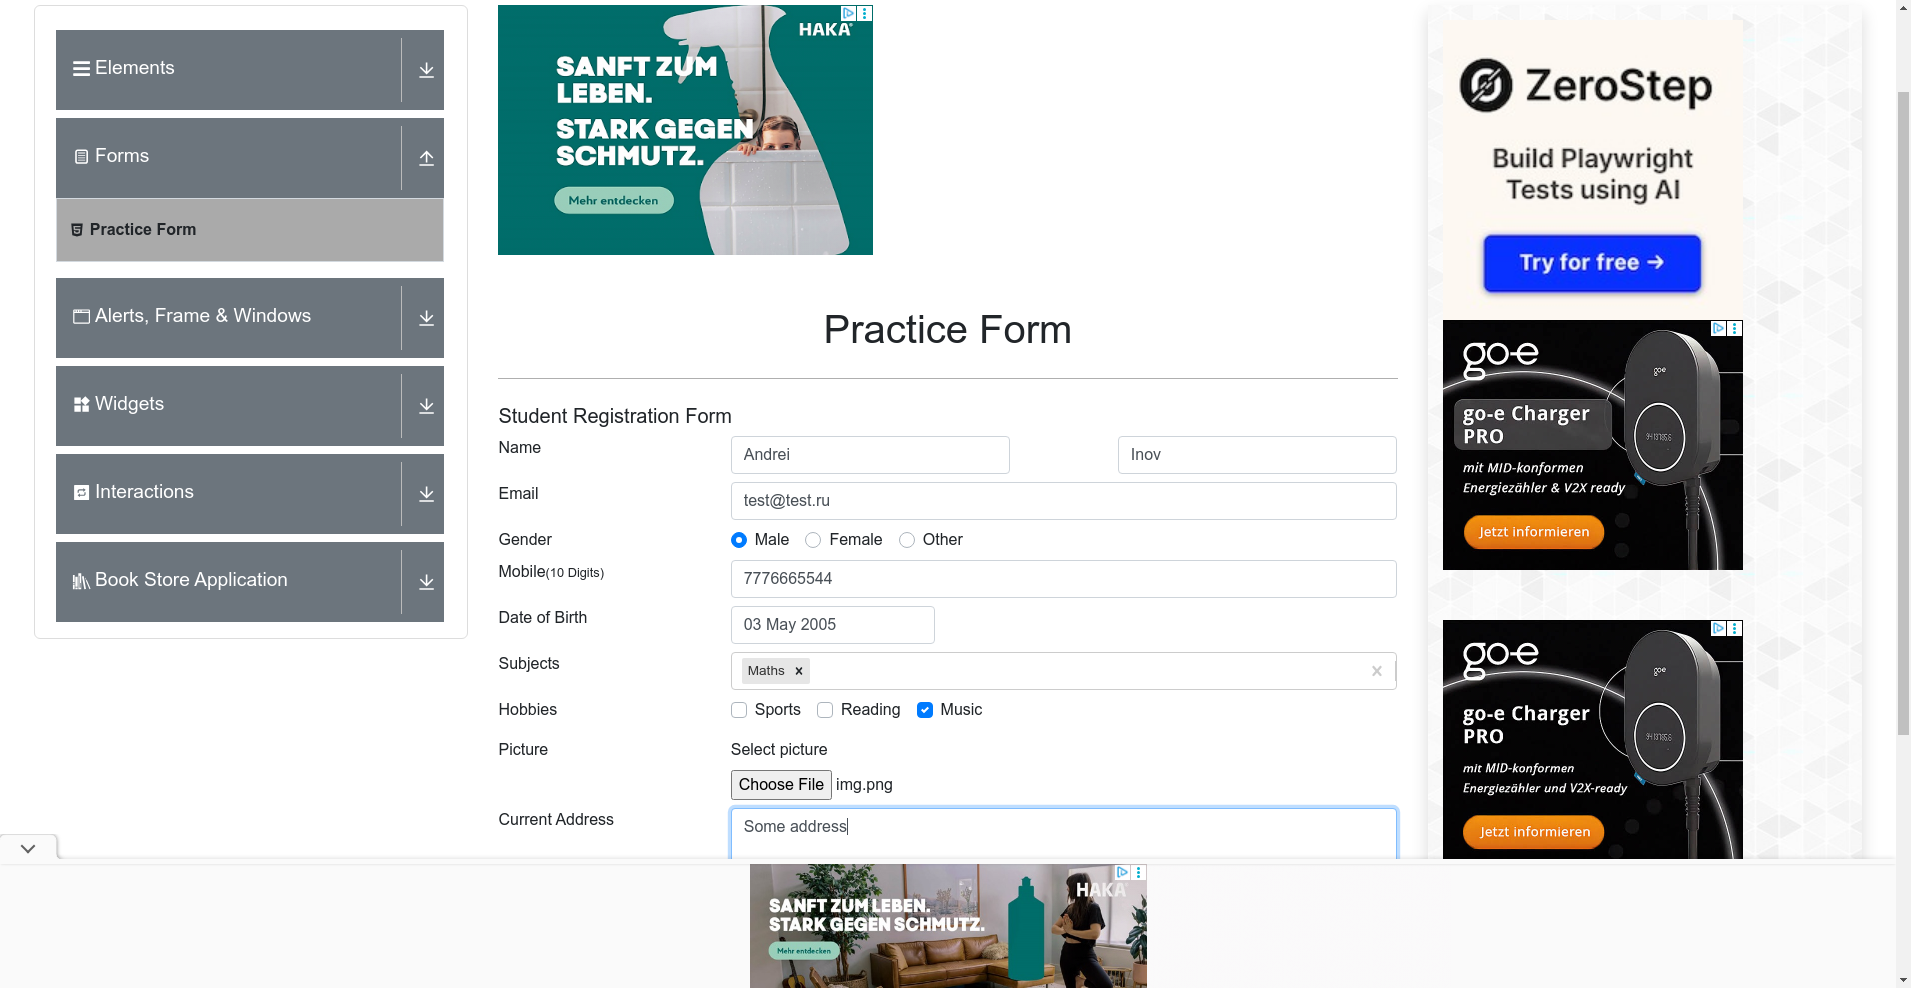 Elements
Forms
Practice Form
Alerts, Frame & Windows
Widgets
Interactions
Book Store Application
HAKA
SANFT ZUM
LEBEN.
STARK GEGEN
SCHMUTZ.
Mehr entdecken
Practice Form
Student Registration Form
Name
Andrei
Inov
Email
test@test.ru
Gender
Male
Female
Other
Mobile(10 Digits)
7776665544
Date of Birth
03 May 2005
Subjects
Maths
Hobbies
Sports
Reading
Music
Picture
Select picture
Choose File img.png
Current Address
Some address
ZeroStep
Build Playwright
Tests using AI
Try for free →
go-e
go-e Charger
PRO
mit MID-konformen
Energiezähler & V2X ready
Jetzt informieren
go-e
go-e
go-e Charger
PRO
mit MID-konformen
Energiezähler und V2X-ready
Jetzt informieren
go-e
HAKA
SANFT ZUM LEBEN.
STARK GEGEN SCHMUTZ.
Mehr entdecken